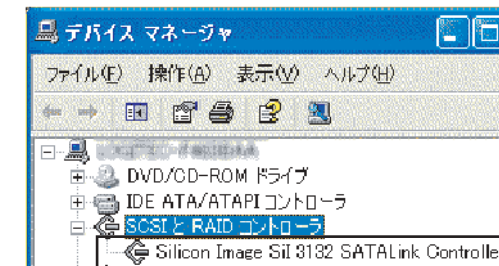 デバイス マネージャ
ファイル(F) 操作(A) 表示(V) ヘルプ(H)
DVD/CD-ROM ドライブ
IDE ATA/ATAPI コントローラ
SCSI と RAID コントローラ
Silicon Image SiI 3132 SATALink Controlle